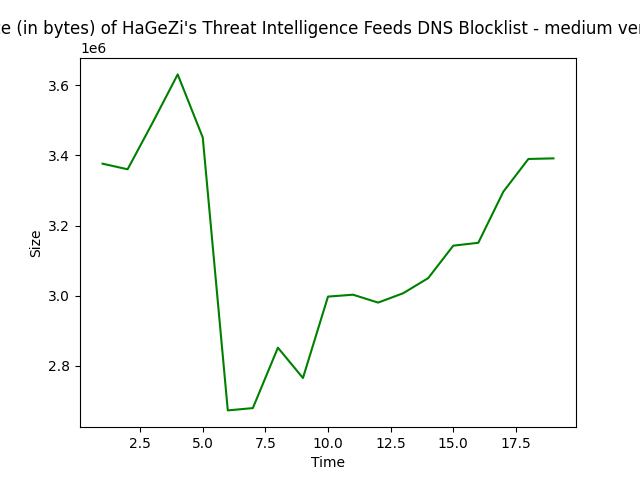 (in bytes) of HaGeZi's Threat Intelligence Feeds DNS Blocklist - medium
1e6
3.6
3.4
3.2
3.0
2.8
Size
2.5 5.0 7.5 10.0 12.5 15.0 17.5
Time